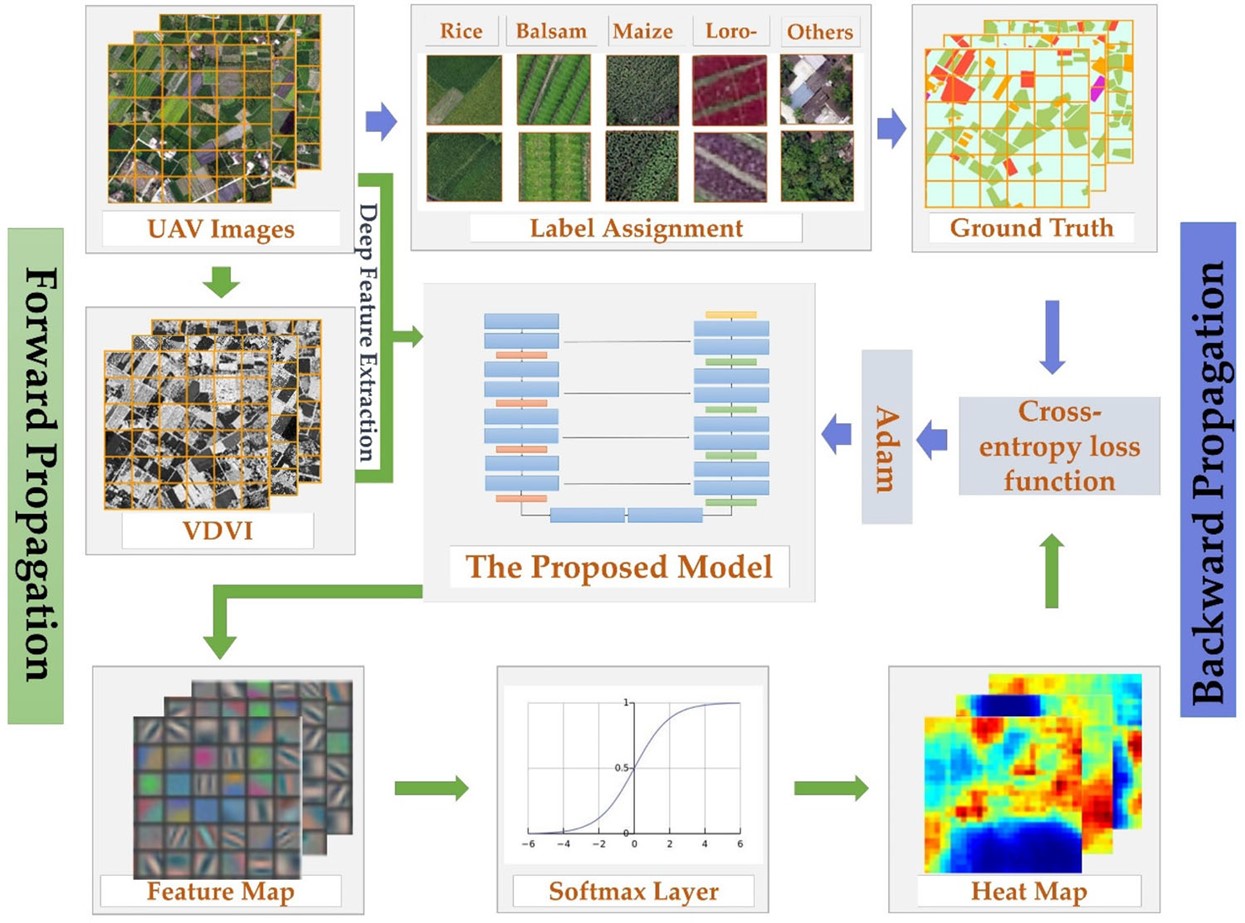 Rice Balsam Maize Loro- Others
UAV Images
Label Assignment
Ground Truth
Forward Propagation
Deep Feature Extraction
VDVI
The Proposed Model
Adam
Cross-
entropy loss
function
Backward Propagation
Feature Map
1
0.5
0
−6 −4 −2 0 2 4 6
Softmax Layer
Heat Map